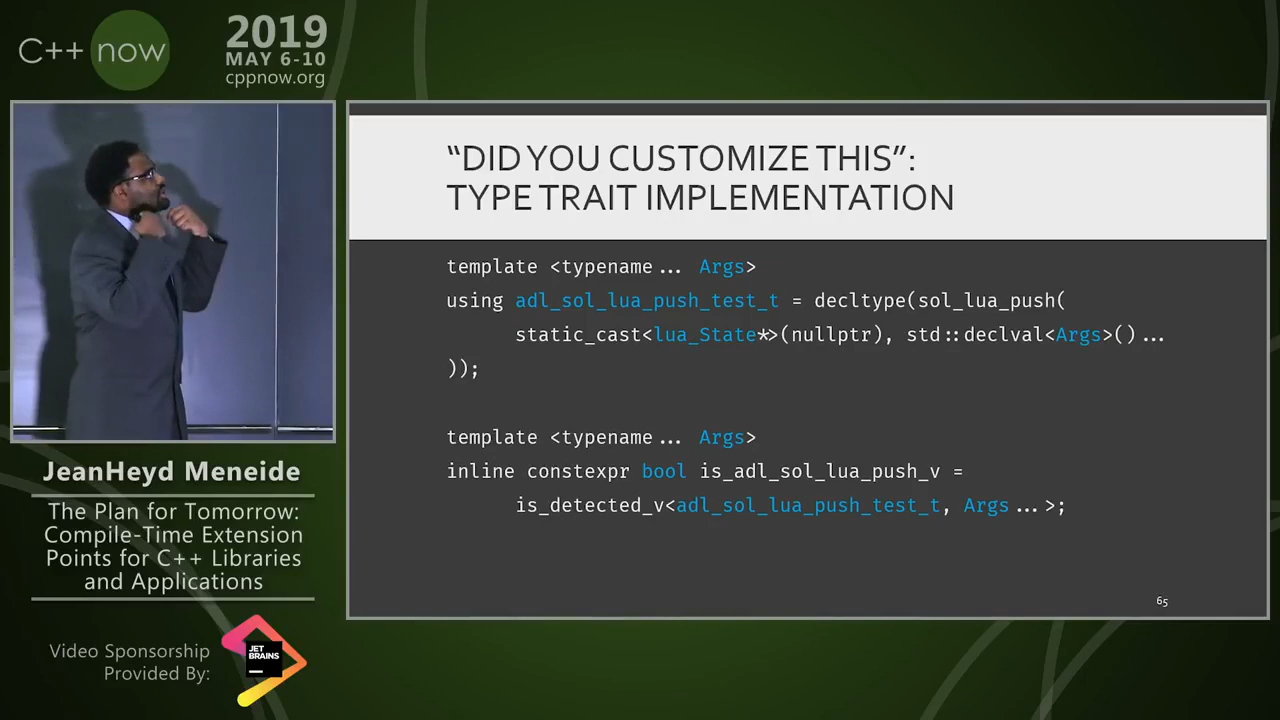 C++ now
2019
MAY 6-10
cppnow.org
“DID YOU CUSTOMIZE THIS”:
TYPE TRAIT IMPLEMENTATION
template <typename... Args>
using adl_sol_lua_push_test_t = decltype(sol_lua_push(
static_cast<lua_State*>(nullptr), std::declval<Args>()...
));
template <typename... Args>
inline constexpr bool is_adl_sol_lua_push_v =
is_detected_v<adl_sol_lua_push_test_t, Args...>;
65
JeanHeyd Meneide
The Plan for Tomorrow:
Compile-Time Extension
Points for C++ Libraries
and Applications
Video Sponsorship
Provided By:
JET
BRAINS